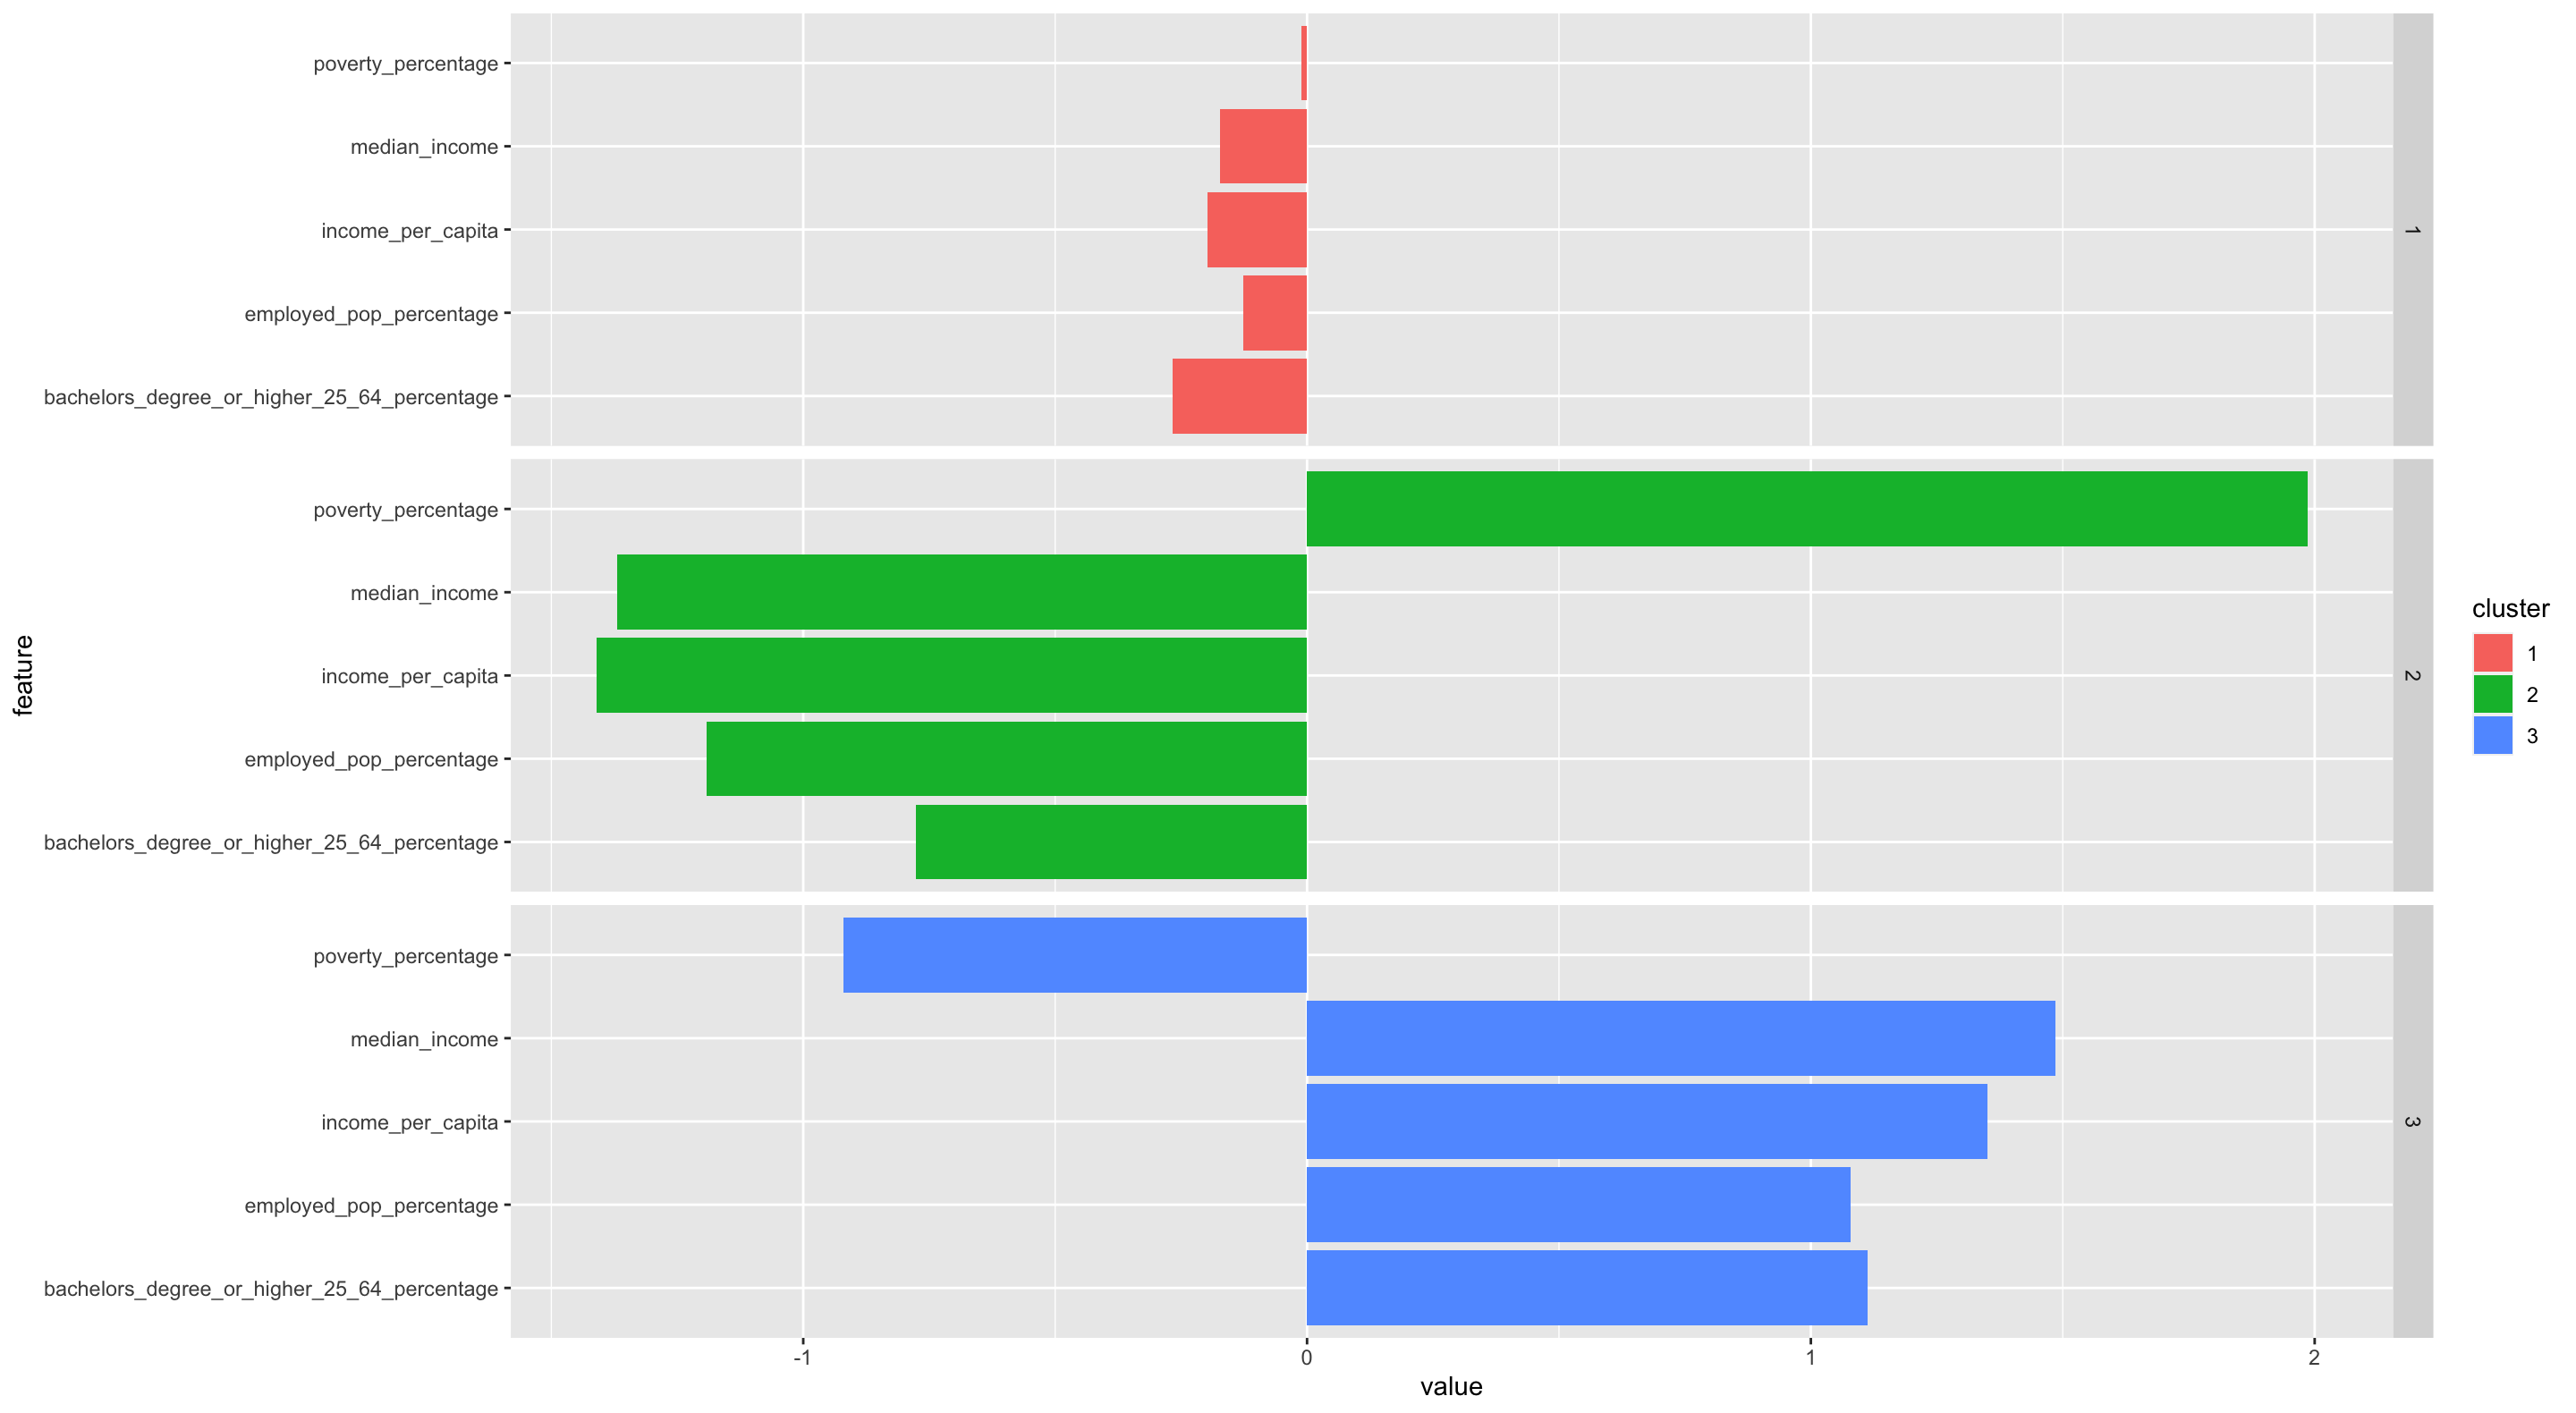 poverty_percentage
median_income
income_per_capita
employed_pop_percentage
bachelors_degree_or_higher_25_64_percentage
1
poverty_percentage
median_income
income_per_capita
employed_pop_percentage
bachelors_degree_or_higher_25_64_percentage
2
poverty_percentage
median_income
income_per_capita
employed_pop_percentage
bachelors_degree_or_higher_25_64_percentage
3
feature
-1 0 1 2
value
cluster
1
2
3